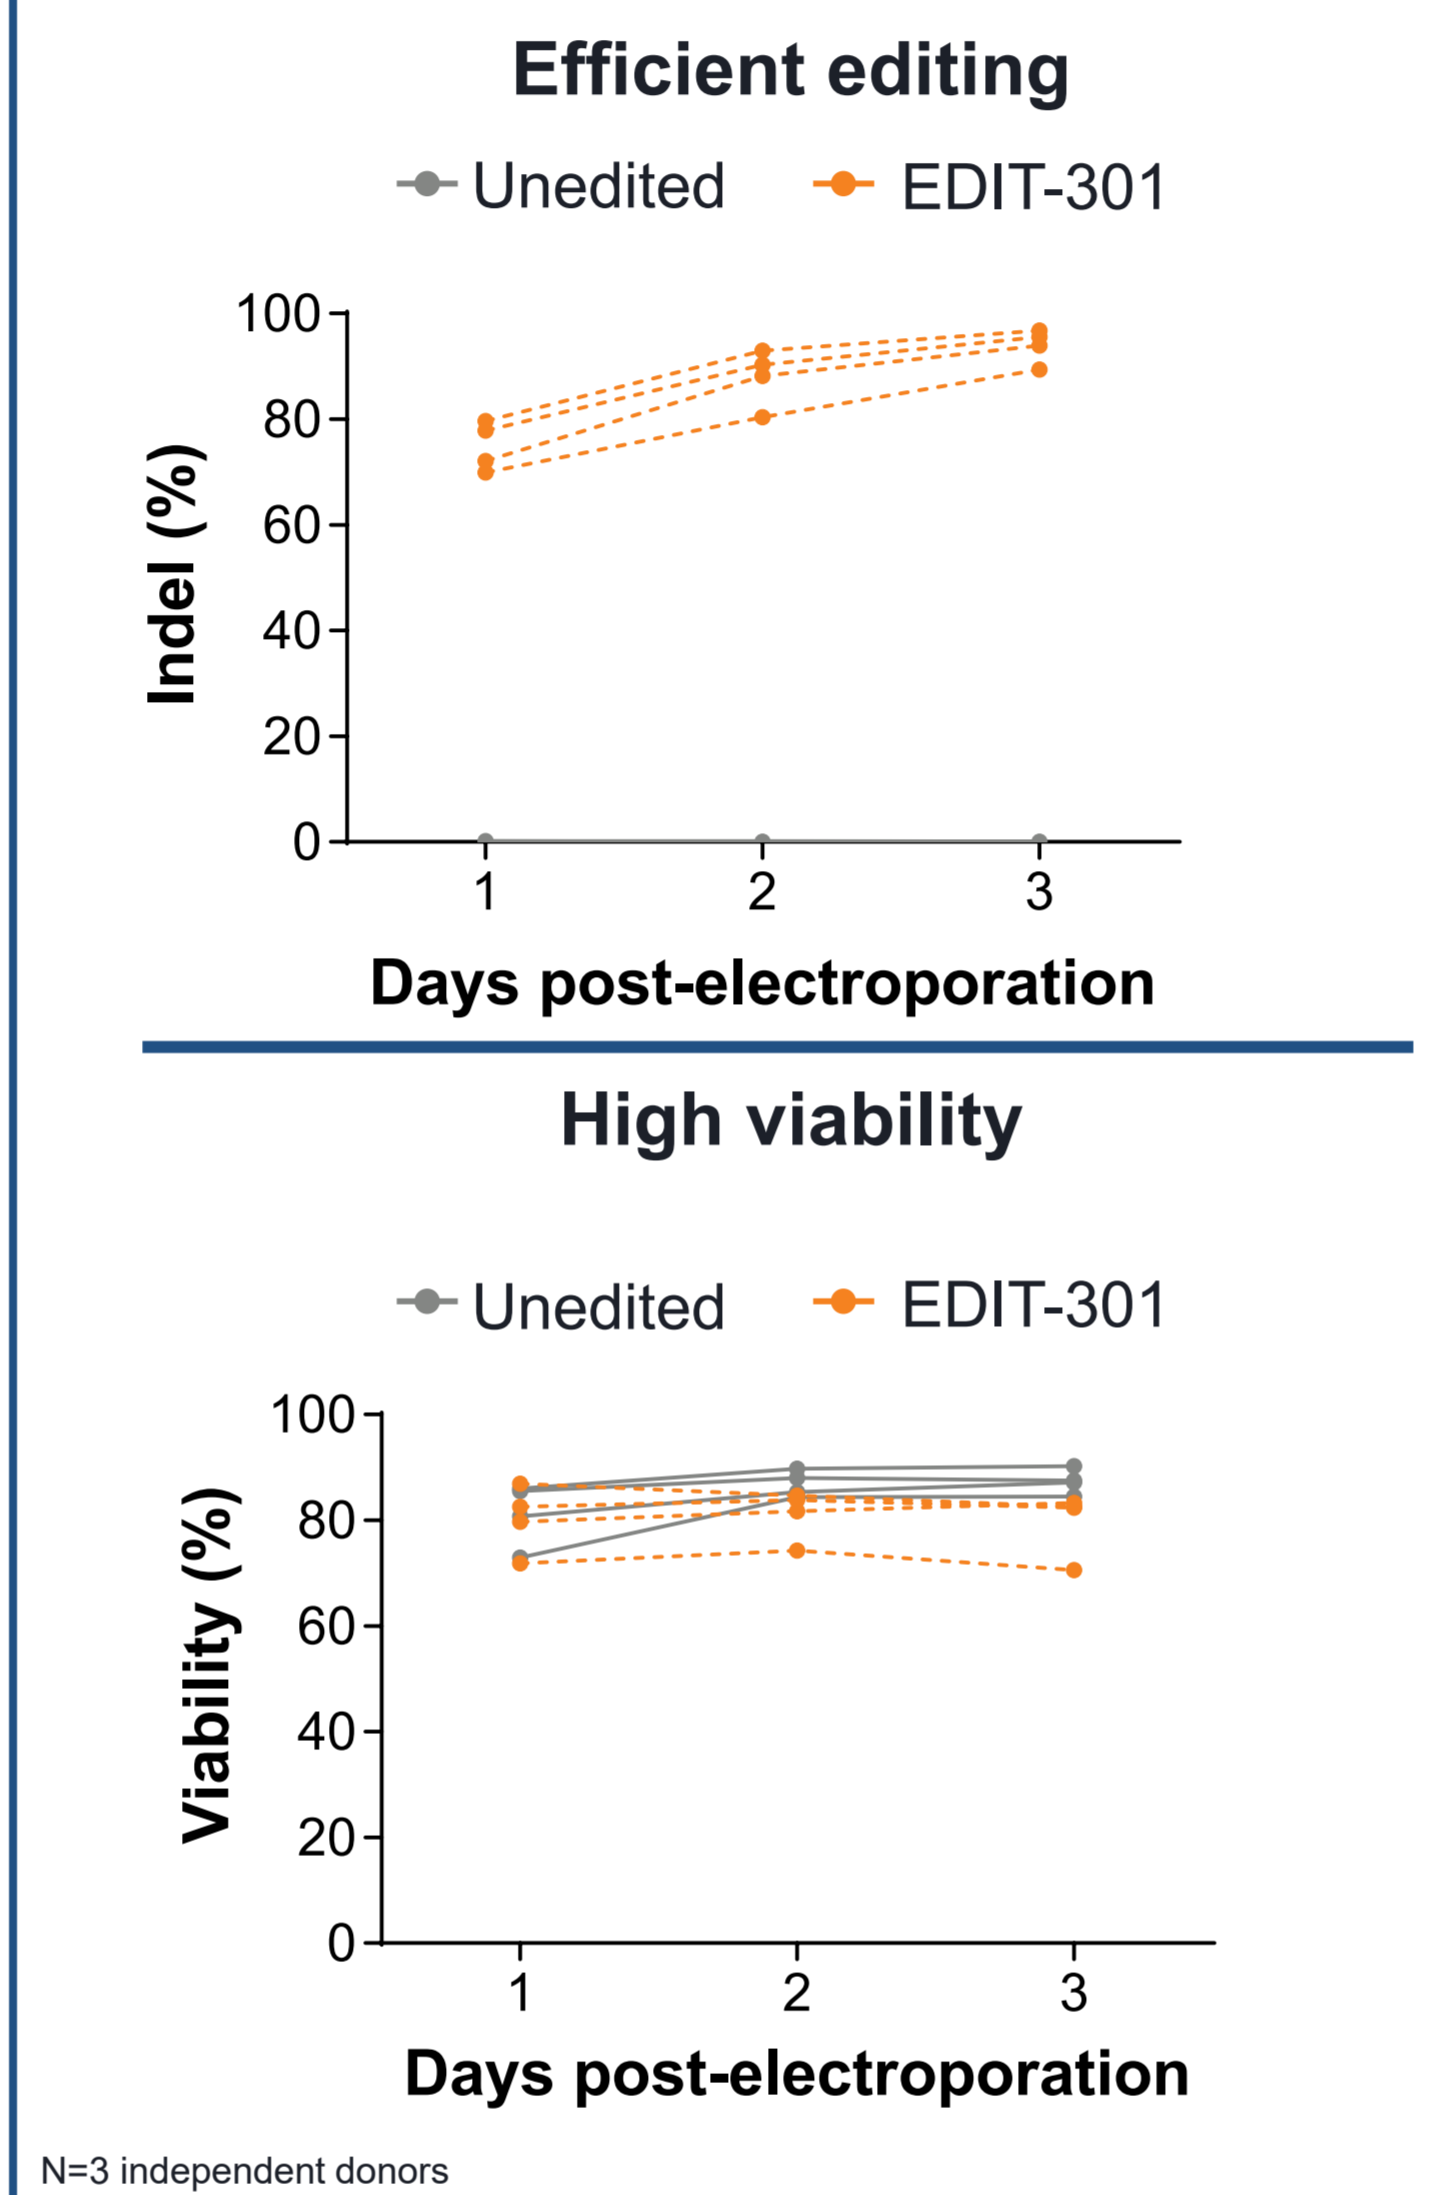 Efficient editing
Unedited EDIT-301
100
80
60
40
20
0
Indel (%)
1 2 3
Days post-electroporation
High viability
Unedited EDIT-301
100
80
60
40
20
0
Viability (%)
1 2 3
Days post-electroporation
N=3 independent donors